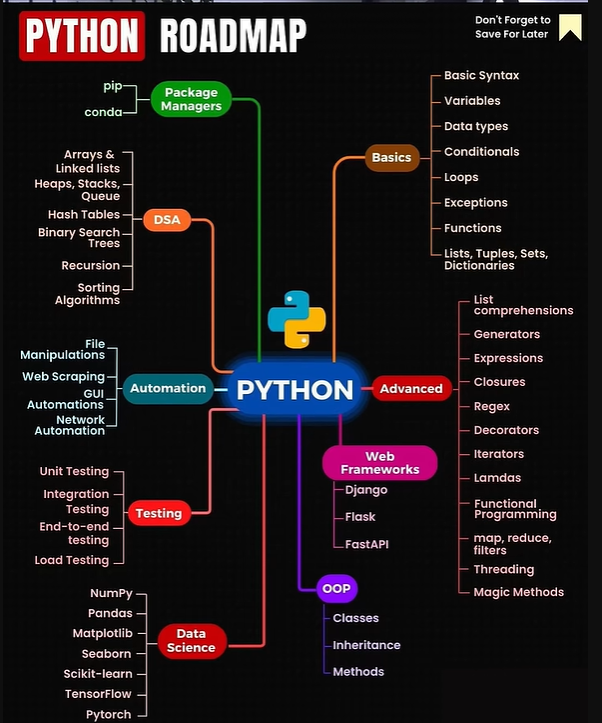 PYTHON ROADMAP
Don't Forget to
Save For Later
Package
Managers
pip
conda
DSA
Arrays &
Linked lists
Heaps, Stacks,
Queue
Hash Tables
Binary Search
Trees
Recursion
Sorting
Algorithms
Automation
File
Manipulations
Web Scraping
GUI
Automations
Network
Automation
Testing
Unit Testing
Integration
Testing
End-to-end
testing
Load Testing
Data
Science
NumPy
Pandas
Matplotlib
Seaborn
Scikit-learn
TensorFlow
Pytorch
PYTHON
Basics
Basic Syntax
Variables
Data types
Conditionals
Loops
Exceptions
Functions
Lists, Tuples, Sets,
Dictionaries
Advanced
List
comprehensions
Generators
Expressions
Closures
Regex
Decorators
Iterators
Lamdas
Functional
Programming
map, reduce,
filters
Threading
Magic Methods
Web
Frameworks
Django
Flask
FastAPI
OOP
Classes
Inheritance
Methods